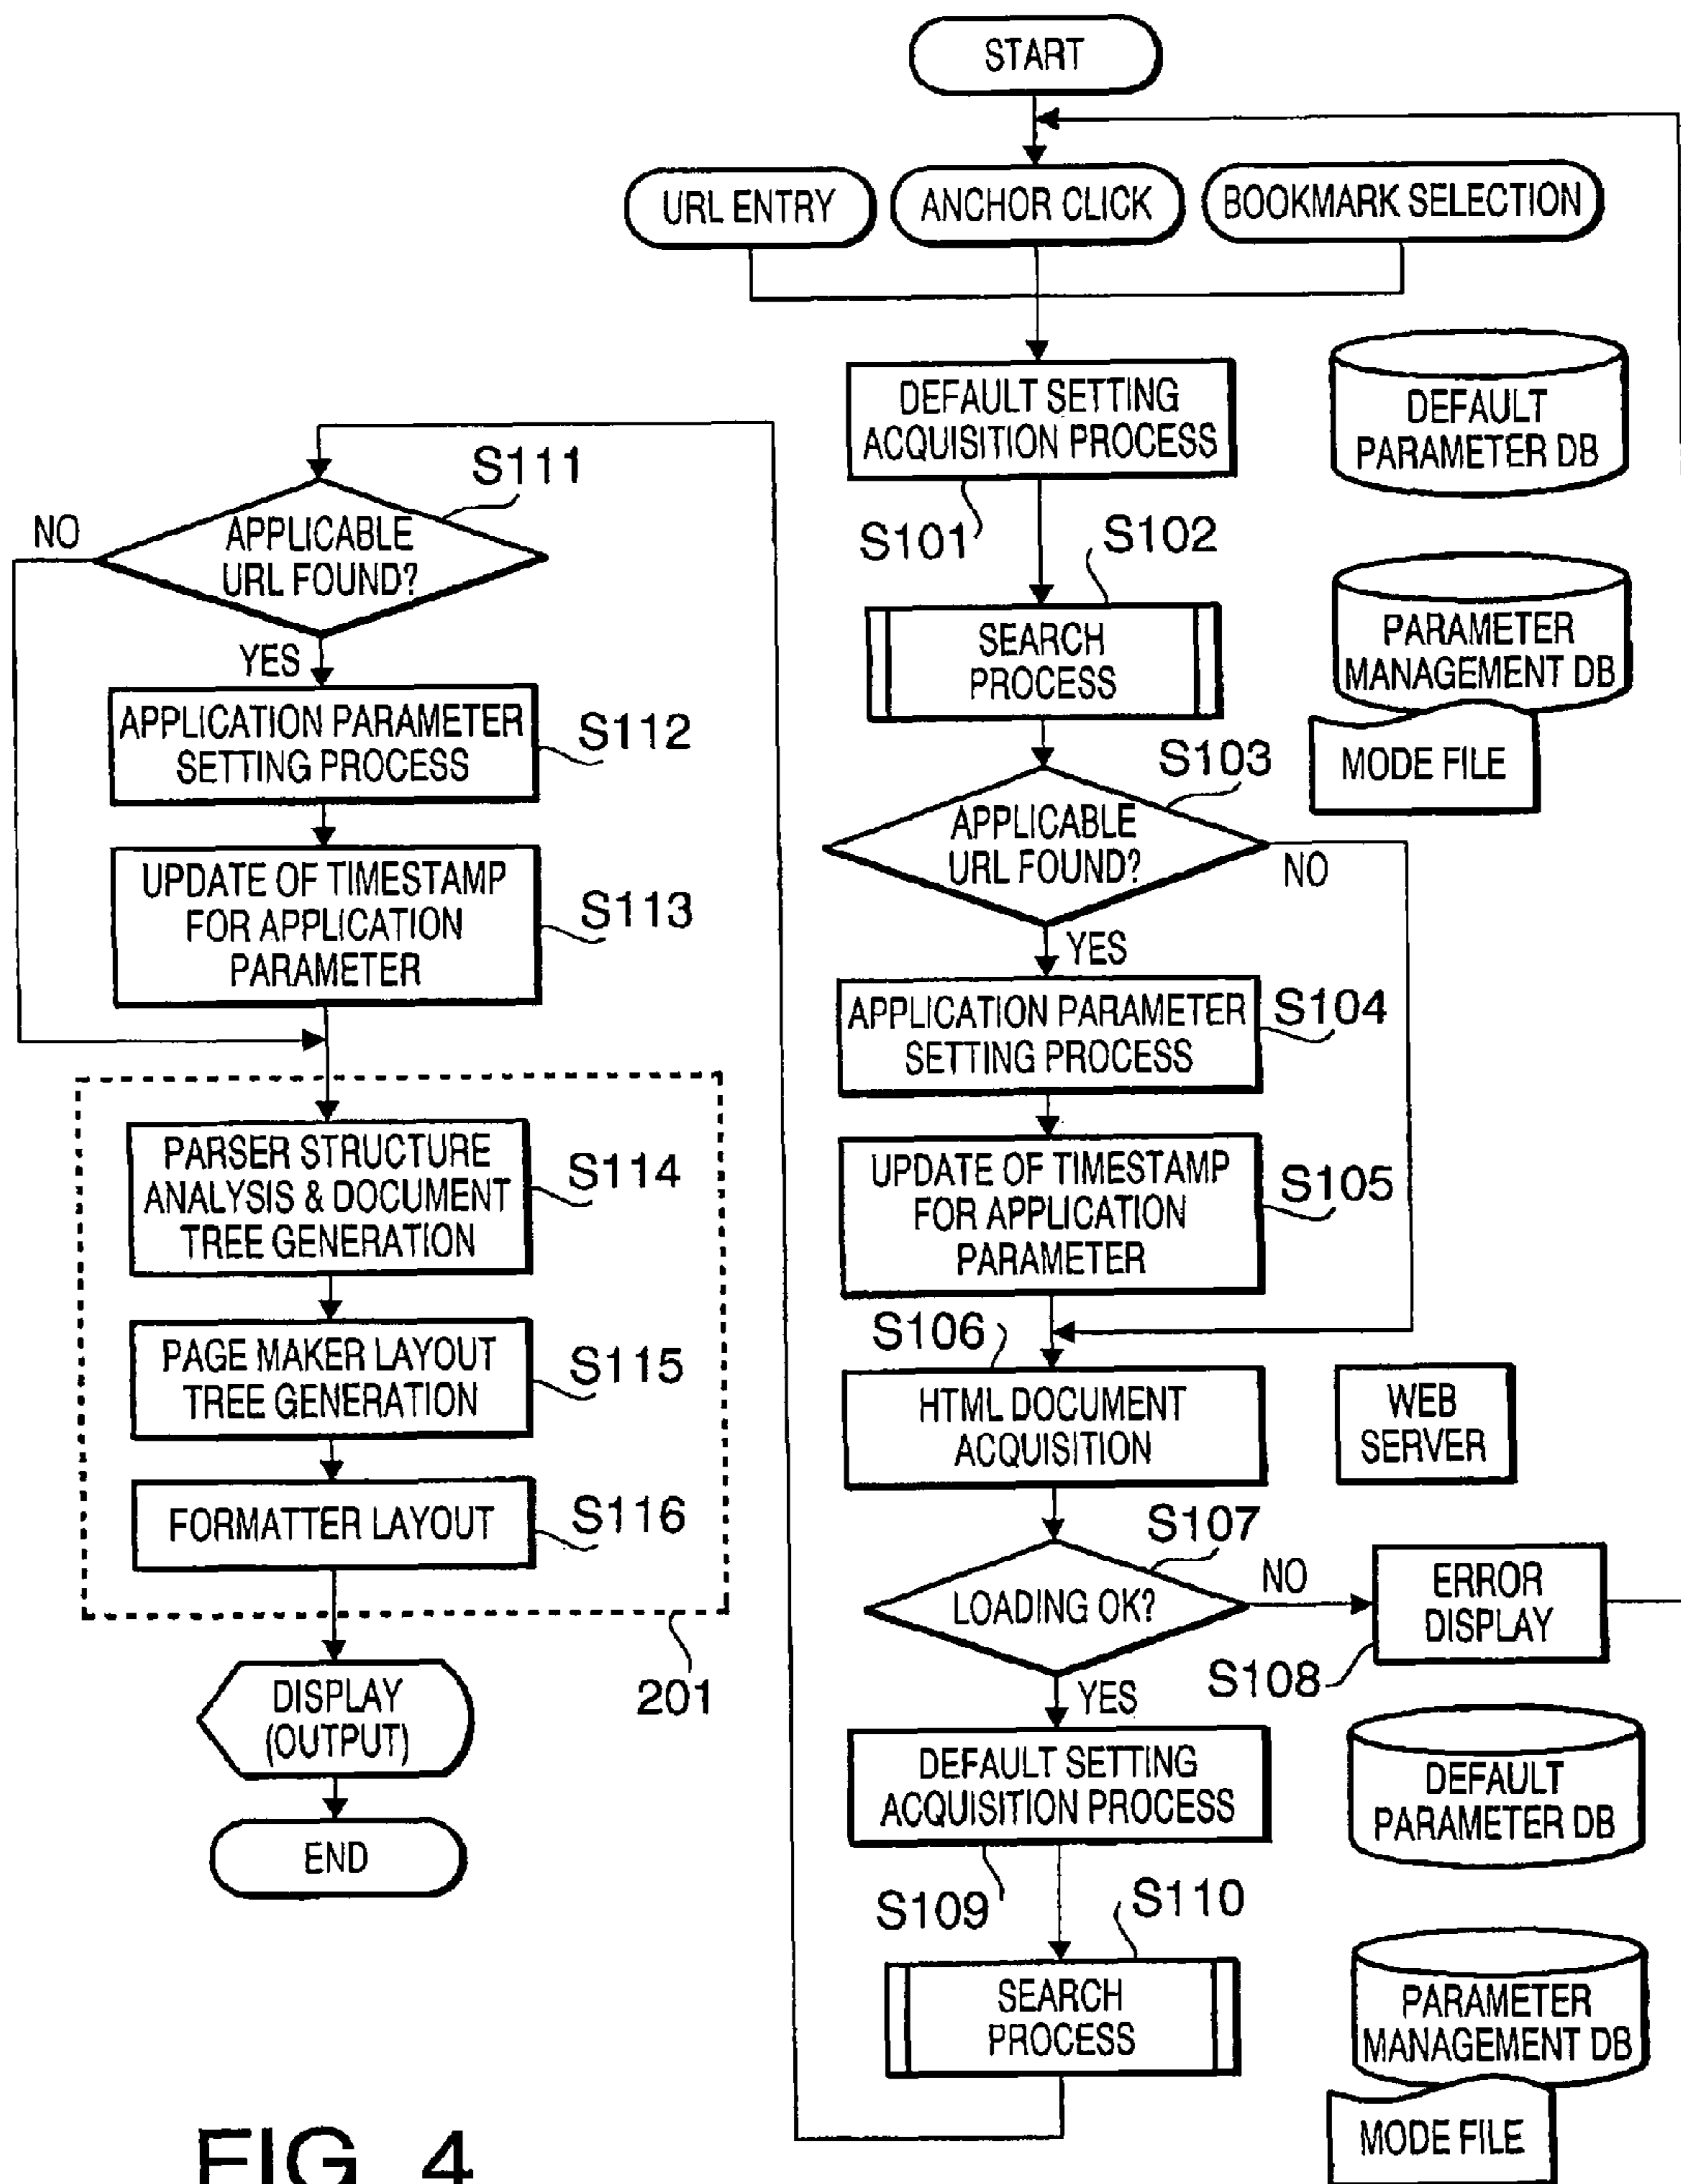 START
URL ENTRY
ANCHOR CLICK
BOOKMARK SELECTION
DEFAULT SETTING
ACQUISITION PROCESS
S101
DEFAULT
PARAMETER DB
S102
SEARCH
PROCESS
PARAMETER
MANAGEMENT DB
MODE FILE
S103
APPLICABLE
URL FOUND?
NO
YES
APPLICATION PARAMETER
SETTING PROCESS
S104
UPDATE OF TIMESTAMP
FOR APPLICATION
PARAMETER
S105
S106
HTML DOCUMENT
ACQUISITION
WEB
SERVER
S107
LOADING OK?
NO
ERROR
DISPLAY
S108
YES
DEFAULT SETTING
ACQUISITION PROCESS
S109
DEFAULT
PARAMETER DB
S110
SEARCH
PROCESS
PARAMETER
MANAGEMENT DB
MODE FILE
S111
APPLICABLE
URL FOUND?
NO
YES
APPLICATION PARAMETER
SETTING PROCESS
S112
UPDATE OF TIMESTAMP
FOR APPLICATION
PARAMETER
S113
PARSER STRUCTURE
ANALYSIS & DOCUMENT
TREE GENERATION
S114
PAGE MAKER LAYOUT
TREE GENERATION
S115
FORMATTER LAYOUT
S116
201
DISPLAY
(OUTPUT)
END
FIG. 4